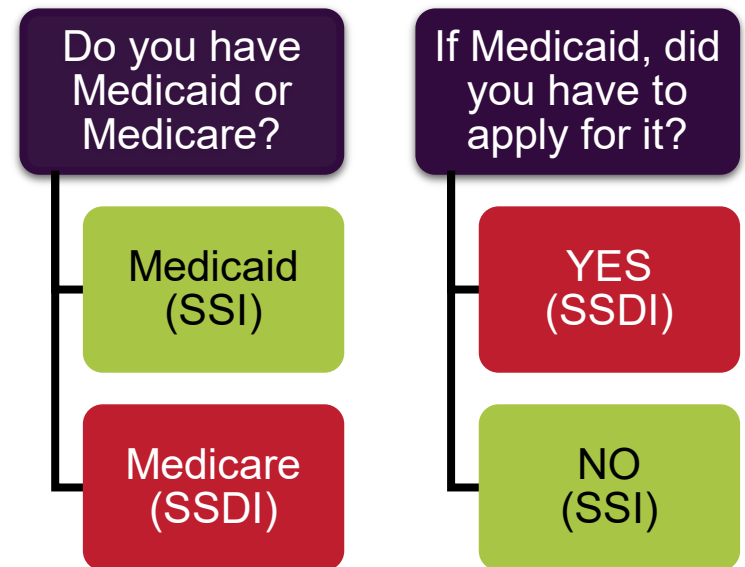 Do you have
Medicaid or
Medicare?
Medicaid
(SSI)
Medicare
(SSDI)
If Medicaid, did
you have to
apply for it?
YES
(SSDI)
NO
(SSI)